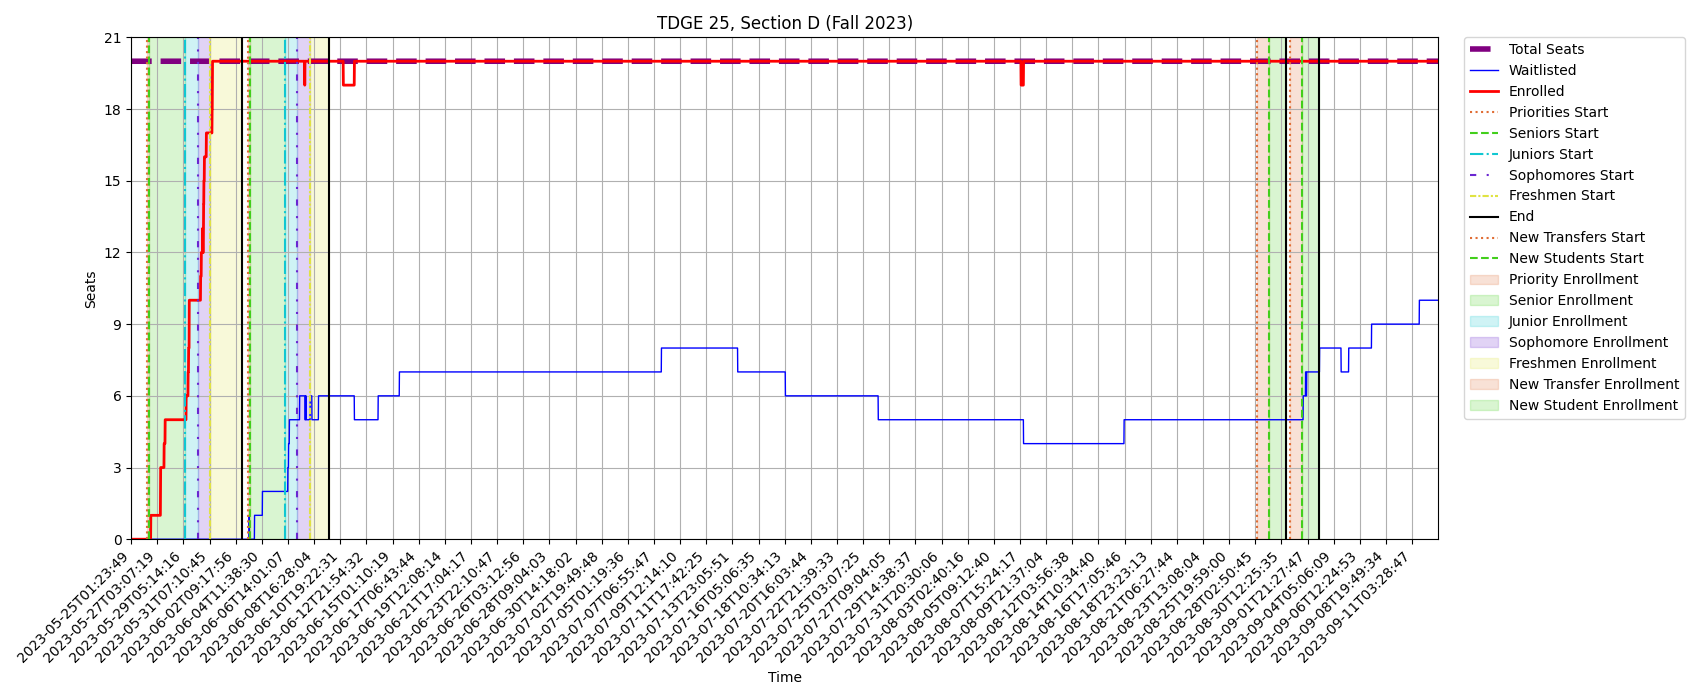 TDGE 25, Section D (Fall 2023)
21
18
15
12
9
6
3
0
Seats
2023-05-25T01:23:49
2023-05-27T03:07:19
2023-05-29T05:14:16
2023-05-31T07:10:45
2023-06-02T09:17:56
2023-06-04T11:38:30
2023-06-06T14:01:07
2023-06-08T16:28:04
2023-06-10T19:22:31
2023-06-12T21:54:32
2023-06-15T01:10:19
2023-06-17T06:43:44
2023-06-19T12:08:14
2023-06-21T17:04:17
2023-06-23T22:10:47
2023-06-26T03:12:56
2023-06-28T09:04:03
2023-06-30T14:18:02
2023-07-02T19:49:48
2023-07-05T01:19:36
2023-07-07T06:55:47
2023-07-09T12:14:10
2023-07-11T17:42:25
2023-07-13T23:05:51
2023-07-16T05:06:35
2023-07-18T10:34:13
2023-07-20T16:03:44
2023-07-22T21:39:33
2023-07-25T03:07:25
2023-07-27T09:04:05
2023-07-29T14:38:37
2023-07-31T20:30:06
2023-08-03T02:40:16
2023-08-05T09:12:40
2023-08-07T15:24:17
2023-08-09T21:37:04
2023-08-12T03:56:38
2023-08-14T10:34:40
2023-08-16T17:05:46
2023-08-18T23:23:13
2023-08-21T06:27:44
2023-08-23T13:08:04
2023-08-25T19:59:00
2023-08-28T02:50:45
2023-08-30T12:25:35
2023-09-01T21:27:47
2023-09-04T05:06:09
2023-09-06T12:24:53
2023-09-08T19:49:34
2023-09-11T03:28:47
Time
Total Seats
Waitlisted
Enrolled
Priorities Start
Seniors Start
Juniors Start
Sophomores Start
Freshmen Start
End
New Transfers Start
New Students Start
Priority Enrollment
Senior Enrollment
Junior Enrollment
Sophomore Enrollment
Freshmen Enrollment
New Transfer Enrollment
New Student Enrollment